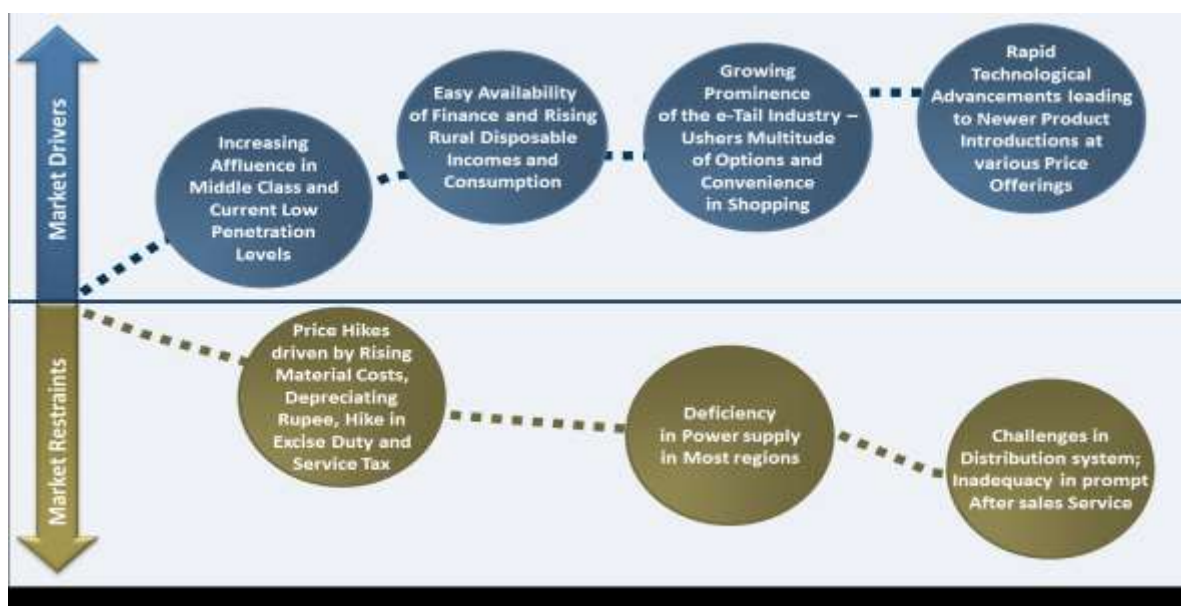 Market Drivers
Increasing
Affluence in
Middle Class and
Current Low
Penetration
Levels
Easy Availability
of Finance and Rising
Rural Disposable
Incomes and
Consumption
Growing
Prominence
of the e-Tail Industry –
Ushers Multitude
of Options and
Convenience
in Shopping
Rapid
Technological
Advancements leading
to Newer Product
Introductions at
various Price
Offerings
Market Restraints
Price Hikes
driven by Rising
Material Costs,
Depreciating
Rupee, Hike in
Excise Duty and
Service Tax
Deficiency
in Power supply
in Most regions
Challenges in
Distribution system;
Inadequacy in prompt
After sales Service